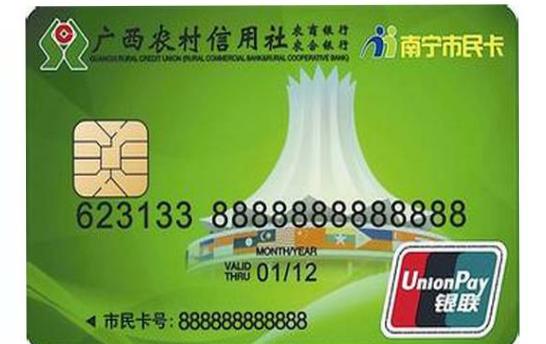 广西农村信用社 农商银行 农合银行
GUANGXI RURAL CREDIT UNION (RURAL COMMERCIAL BANK&RURAL COOPERATIVE BANK)
南宁市民卡
623133 8888888888888
MONTH/YEAR
VALID THRU 01/12
UnionPay
银联
市民卡号:888888888888